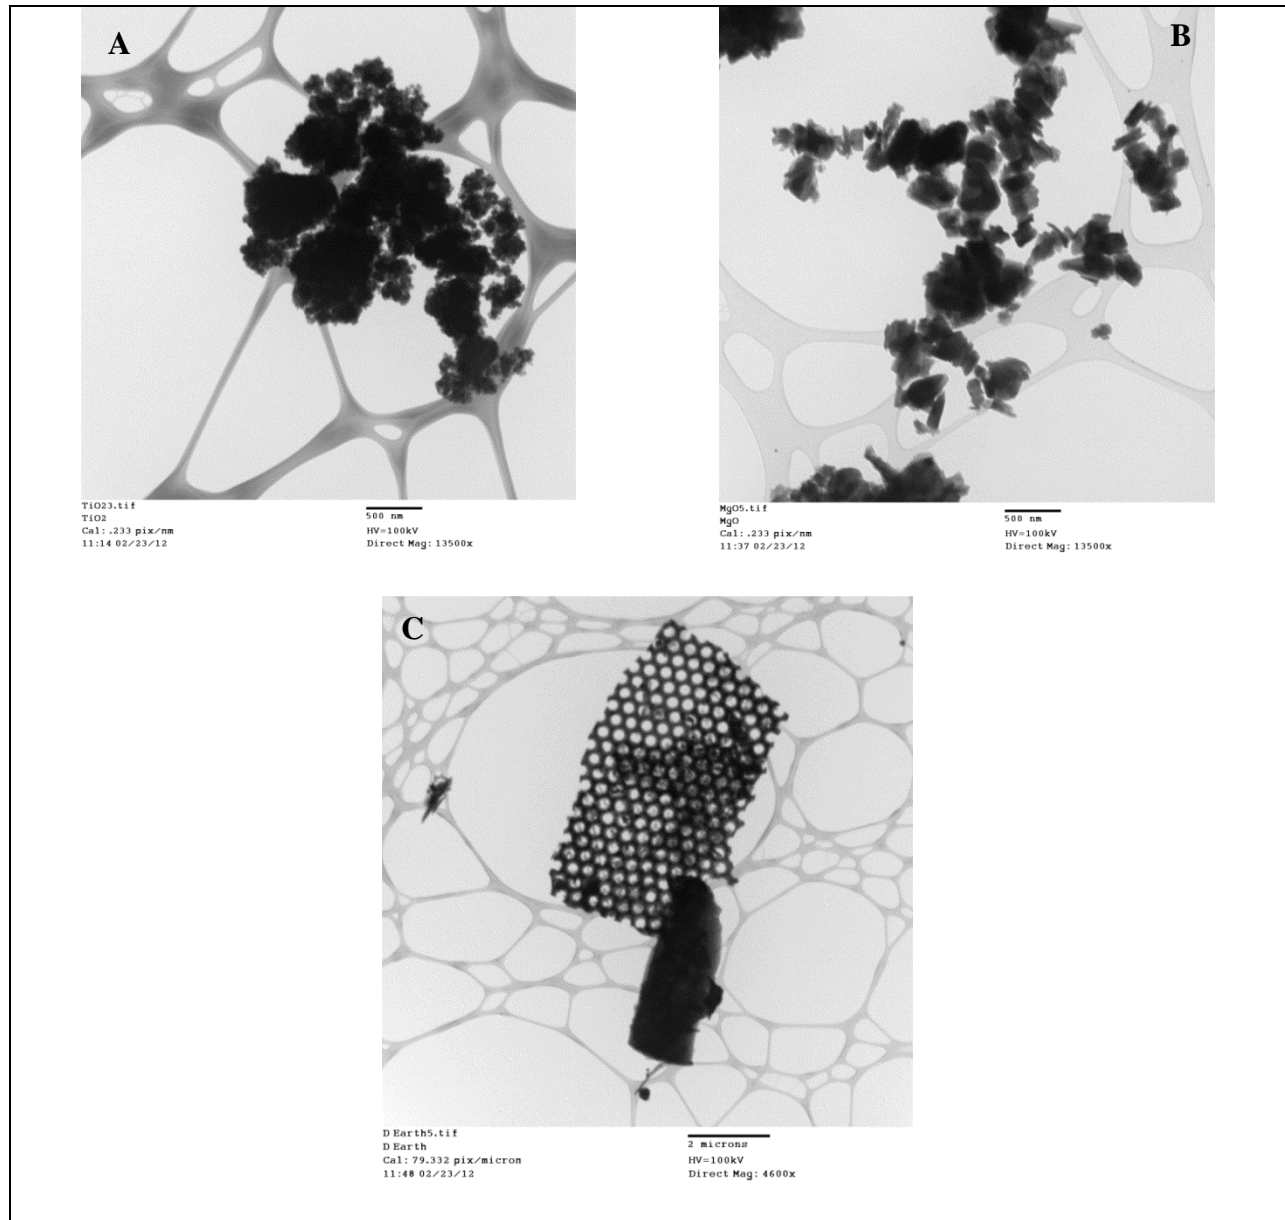 A
B
TiO23.tif
TiO2
Cal: .233 pix/nm
11:14 02/23/12
500 nm
HV=100kV
Direct Mag: 13500x
MgO5.tif
MgO
Cal: .233 pix/nm
11:37 02/23/12
500 nm
HV=100kV
Direct Mag: 13500x
C
D Earth5.tif
D Earth
Cal: 79.332 pix/micron
11:48 02/23/12
2 microns
HV=100kV
Direct Mag: 4600x